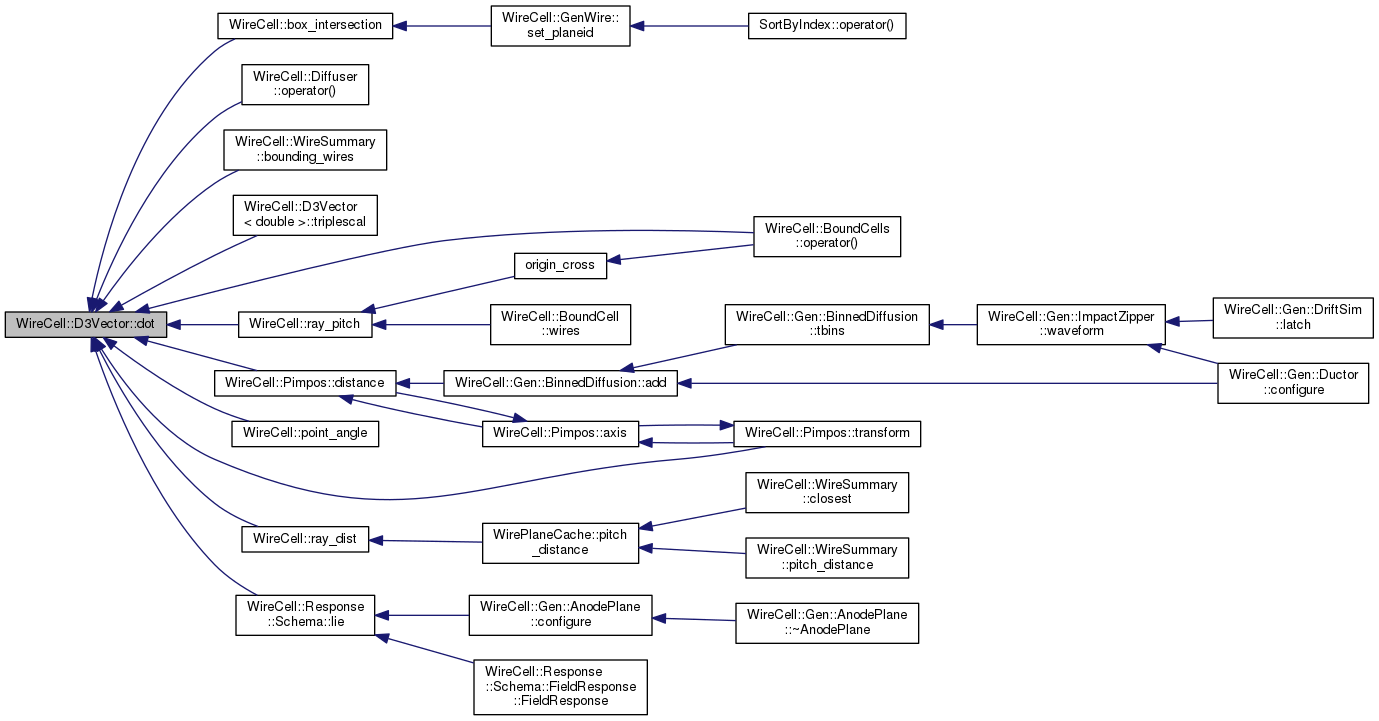 WireCell::box_intersection
WireCell::GenWire::
set_planeid
SortByIndex::operator()
WireCell::Diffuser
::operator()
WireCell::WireSummary
::bounding_wires
WireCell::D3Vector
< double >::triplescal
WireCell::BoundCells
::operator()
origin_cross
WireCell::D3Vector::dot
WireCell::ray_pitch
WireCell::BoundCell
::wires
WireCell::Gen::BinnedDiffusion
::tbins
WireCell::Gen::ImpactZipper
::waveform
WireCell::Gen::DriftSim
::latch
WireCell::Pimpos::distance
WireCell::Gen::BinnedDiffusion::add
WireCell::Gen::Ductor
::configure
WireCell::point_angle
WireCell::Pimpos::axis
WireCell::Pimpos::transform
WireCell::WireSummary
::closest
WireCell::ray_dist
WirePlaneCache::pitch
_distance
WireCell::WireSummary
::pitch_distance
WireCell::Response
::Schema::lie
WireCell::Gen::AnodePlane
::configure
WireCell::Gen::AnodePlane
::~AnodePlane
WireCell::Response
::Schema::FieldResponse
::FieldResponse